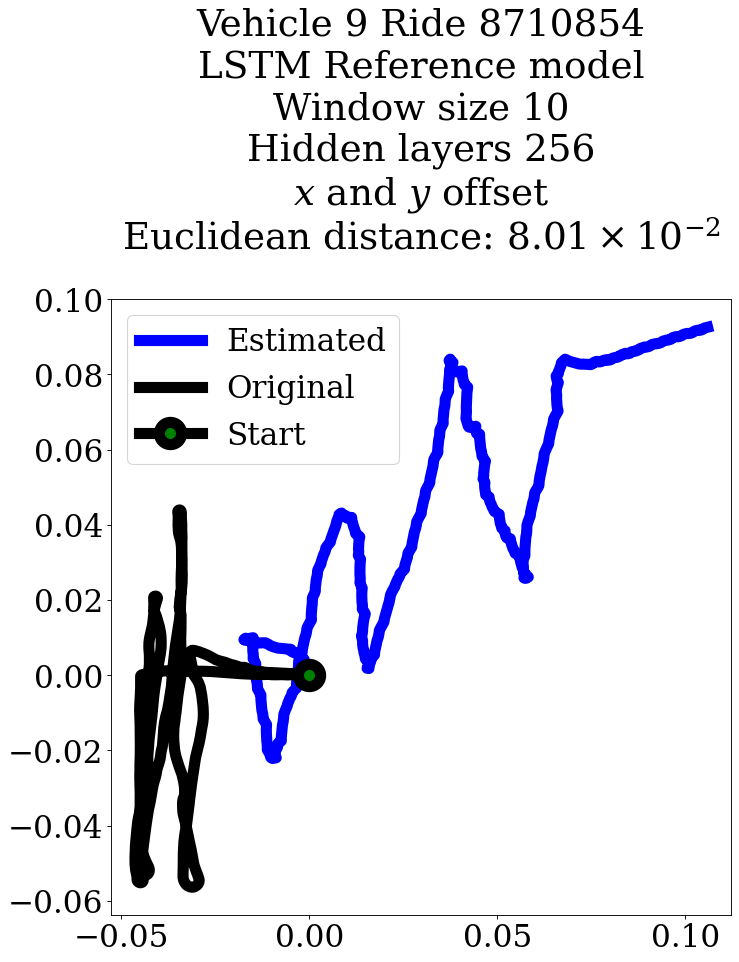 Vehicle 9 Ride 8710854
LSTM Reference model
Window size 10
Hidden layers 256
x and y offset
Euclidean distance: 8.01 × 10⁻²
Estimated
Original
Start
0.10
0.08
0.06
0.04
0.02
0.00
−0.02
−0.04
−0.06
−0.05 0.00 0.05 0.10